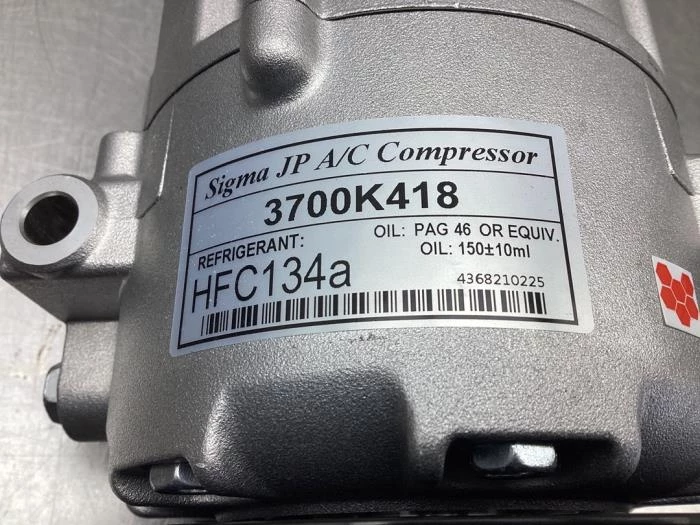 Sigma JP A/C Compressor
3700K418
REFRIGERANT:
HFC134a
OIL: PAG 46 OR EQUIV.
OIL: 150±10ml
4368210225